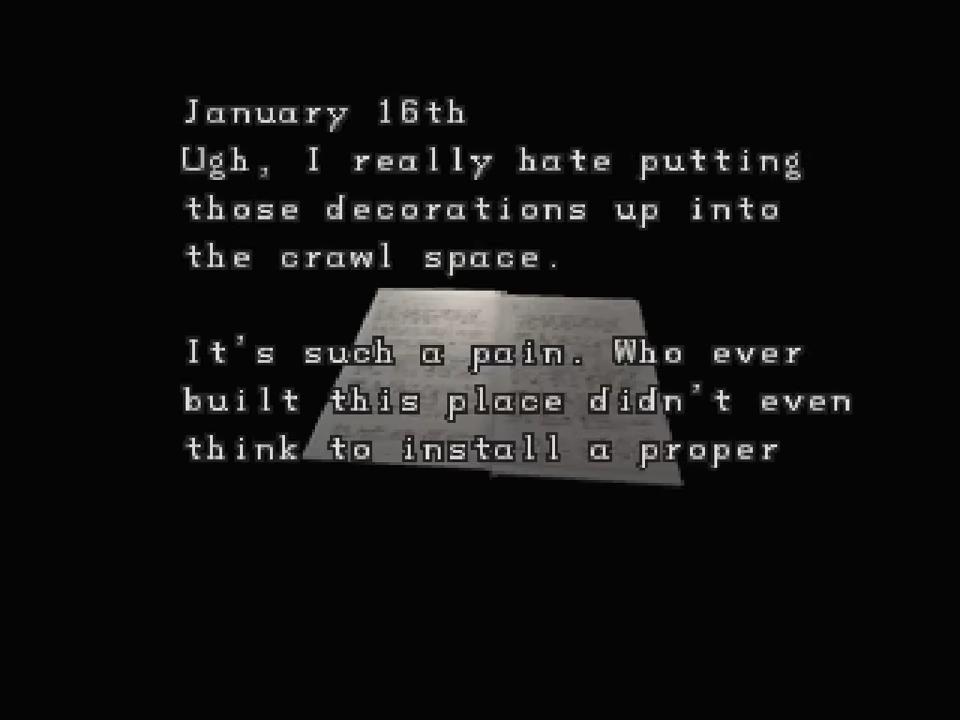 January 16th
Ugh, I really hate putting
those decorations up into
the crawl space.
It's such a pain. Who ever
built this place didn't even
think to install a proper